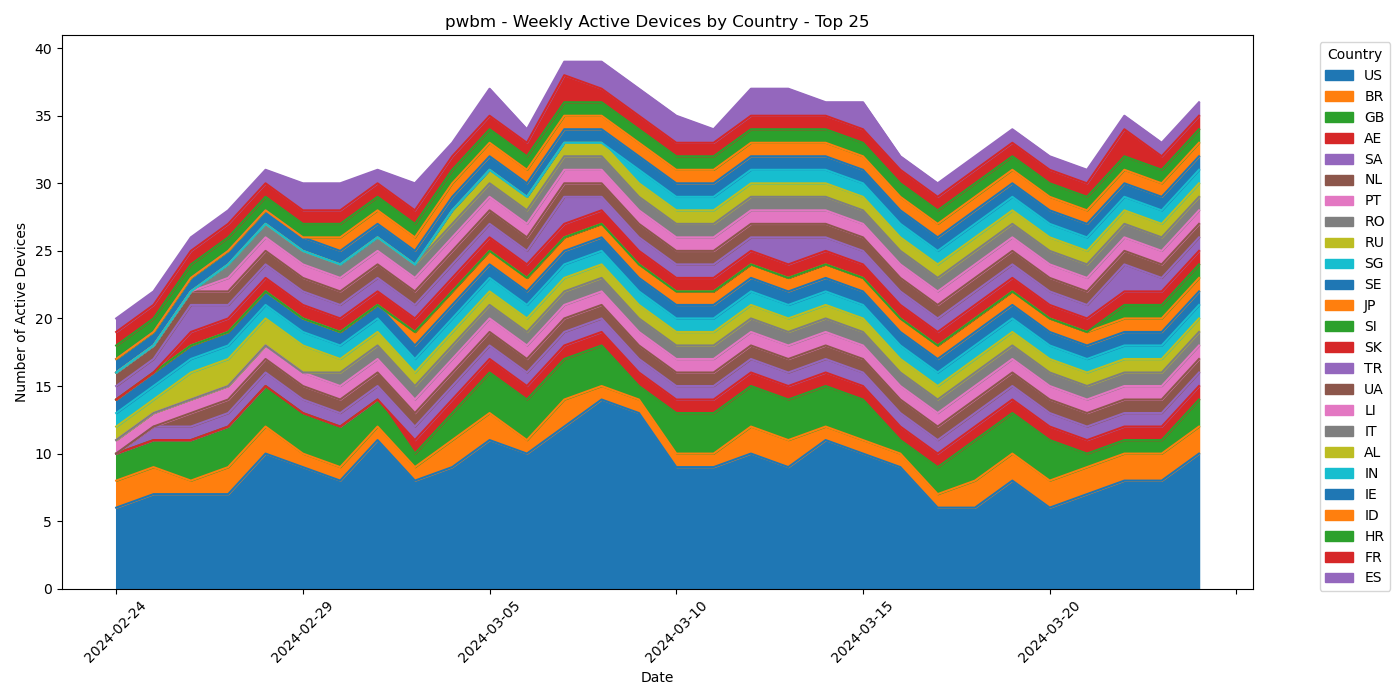 pwbm - Weekly Active Devices by Country - Top 25
Number of Active Devices
40
35
30
25
20
15
10
5
0
2024-02-24
2024-02-29
2024-03-05
2024-03-10
2024-03-15
2024-03-20
Date
Country
US
BR
GB
AE
SA
NL
PT
RO
RU
SG
SE
JP
SI
SK
TR
UA
LI
IT
AL
IN
IE
ID
HR
FR
ES